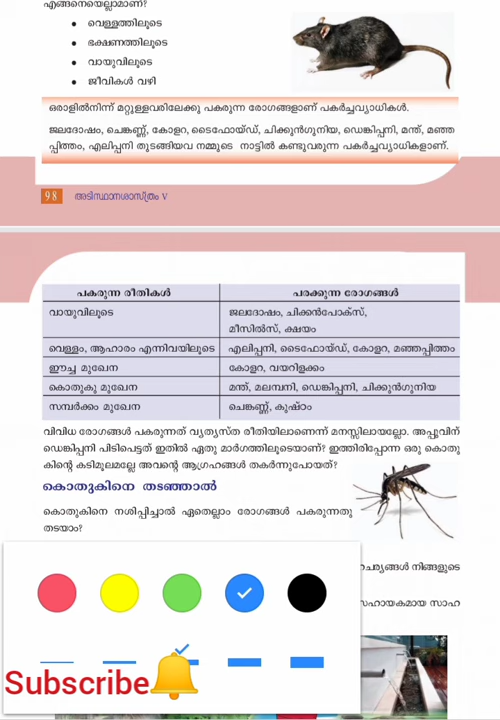 എങ്ങനെയെല്ലാമാണ്?
• വെള്ളത്തിലൂടെ
• ഭക്ഷണത്തിലൂടെ
• വായുവിലൂടെ
• ജീവികൾ വഴി
ഒരാളിൽനിന്ന് മറ്റുള്ളവരിലേക്കു പകരുന്ന രോഗങ്ങളാണ് പകർച്ചവ്യാധികൾ.
ജലദോഷം, ചെങ്കണ്ണ്, കോളറ, ടൈഫോയ്ഡ്, ചിക്കുൻഗുനിയ, ഡെങ്കിപ്പനി, മന്ത്, മഞ്ഞ
പ്പിത്തം, എലിപ്പനി തുടങ്ങിയവ നമ്മുടെ നാട്ടിൽ കണ്ടുവരുന്ന പകർച്ചവ്യാധികളാണ്.
98 അടിസ്ഥാനശാസ്ത്രം V
പകരുന്ന രീതികൾ പരക്കുന്ന രോഗങ്ങൾ
വായുവിലൂടെ ജലദോഷം, ചിക്കൻപോക്സ്,
മീസിൽസ്, ക്ഷയം
വെള്ളം, ആഹാരം എന്നിവയിലൂടെ എലിപ്പനി, ടൈഫോയ്ഡ്, കോളറ, മഞ്ഞപ്പിത്തം
ഈച്ച മുഖേന കോളറ, വയറിളക്കം
കൊതുകു മുഖേന മന്ത്, മലമ്പനി, ഡെങ്കിപ്പനി, ചിക്കുൻഗുനിയ
സമ്പർക്കം മുഖേന ചെങ്കണ്ണ്, കുഷ്ഠം
വിവിധ രോഗങ്ങൾ പകരുന്നത് വ്യത്യസ്ത രീതിയിലാണെന്ന് മനസ്സിലായല്ലോ. അപ്പുവിന്
ഡെങ്കിപ്പനി പിടിപെട്ടത് ഇതിൽ ഏതു മാർഗത്തിലൂടെയാണ്? ഇത്തിരിപ്പോന്ന ഒരു കൊതു
കിന്റെ കടിമൂലമല്ലേ അവന്റെ ആഗ്രഹങ്ങൾ തകർന്നുപോയത്?
കൊതുകിനെ തടഞ്ഞാൽ
കൊതുകിനെ നശിപ്പിച്ചാൽ ഏതെല്ലാം രോഗങ്ങൾ പകരുന്നതു
തടയാം?
നിങ്ങളുടെ
സഹായകമായ സാഹ
Subscribe